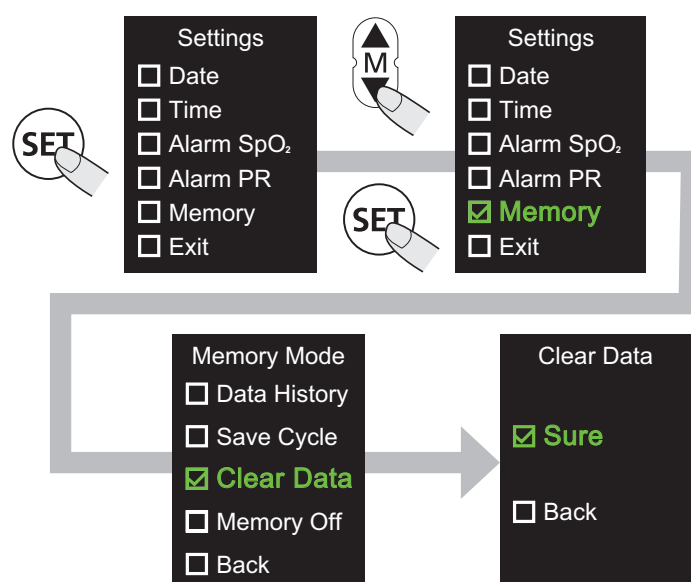 SET
Settings
Date
Time
Alarm SpO₂
Alarm PR
Memory
Exit
M
SET
Settings
Date
Time
Alarm SpO₂
Alarm PR
Memory
Exit
Memory Mode
Data History
Save Cycle
Clear Data
Memory Off
Back
Clear Data
Sure
Back